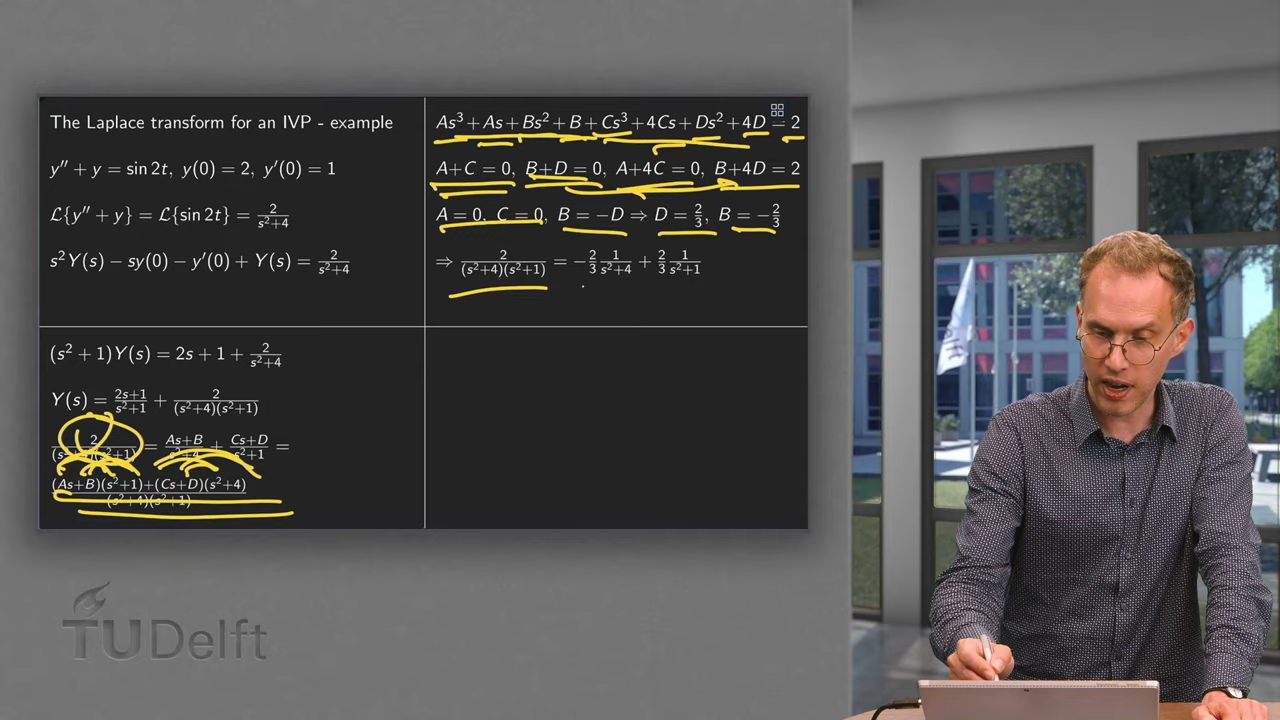 The Laplace transform for an IVP - example
y″ + y = sin 2t, y(0) = 2, y′(0) = 1
ℒ{y″ + y} = ℒ{sin 2t} = 2/(s²+4)
s²Y(s) − sy(0) − y′(0) + Y(s) = 2/(s²+4)
As³+As+Bs²+B+Cs³+4Cs+Ds²+4D = 2
A+C = 0, B+D = 0, A+4C = 0, B+4D = 2
A = 0, C = 0, B = −D ⇒ D = 2/3, B = −2/3
⇒ 2/((s²+4)(s²+1)) = −2/3 1/(s²+4) + 2/3 1/(s²+1)
(s² + 1)Y(s) = 2s + 1 + 2/(s²+4)
Y(s) = (2s+1)/(s²+1) + 2/((s²+4)(s²+1))
2/((s²+4)(s²+1)) = (As+B)/(s²+4) + (Cs+D)/(s²+1) =
((As+B)(s²+1)+(Cs+D)(s²+4))/((s²+4)(s²+1))
TUDelft